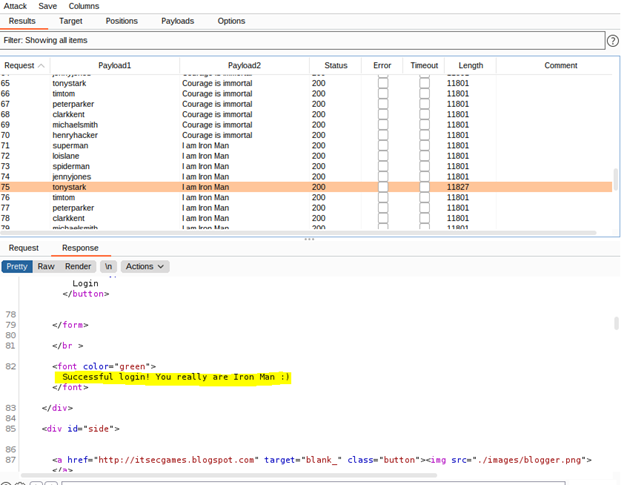 Attack Save Columns
Results Target Positions Payloads Options
Filter: Showing all items ?
Request Payload1 Payload2 Status Error Timeout Length Comment
jennyjones Courage is immortal 200 11801
65 tonystark Courage is immortal 200 11801
66 timtom Courage is immortal 200 11801
67 peterparker Courage is immortal 200 11801
68 clarkkent Courage is immortal 200 11801
69 michaelsmith Courage is immortal 200 11801
70 henryhacker Courage is immortal 200 11801
71 superman I am Iron Man 200 11801
72 loislane I am Iron Man 200 11801
73 spiderman I am Iron Man 200 11801
74 jennyjones I am Iron Man 200 11801
75 tonystark I am Iron Man 200 11827
76 timtom I am Iron Man 200 11801
77 peterparker I am Iron Man 200 11801
78 clarkkent I am Iron Man 200 11801
79 michaelsmith I am Iron Man 200 11801
Request Response
Pretty Raw Render \n Actions
Login
</button>
78
79 </form>
80
81 </br >
82 <font color="green">
Successful login! You really are Iron Man :)
</font>
83 </div>
84
85 <div id="side">
86
87 <a href="http://itsecgames.blogspot.com" target="blank_" class="button"><img src="./images/blogger.png">
</a>